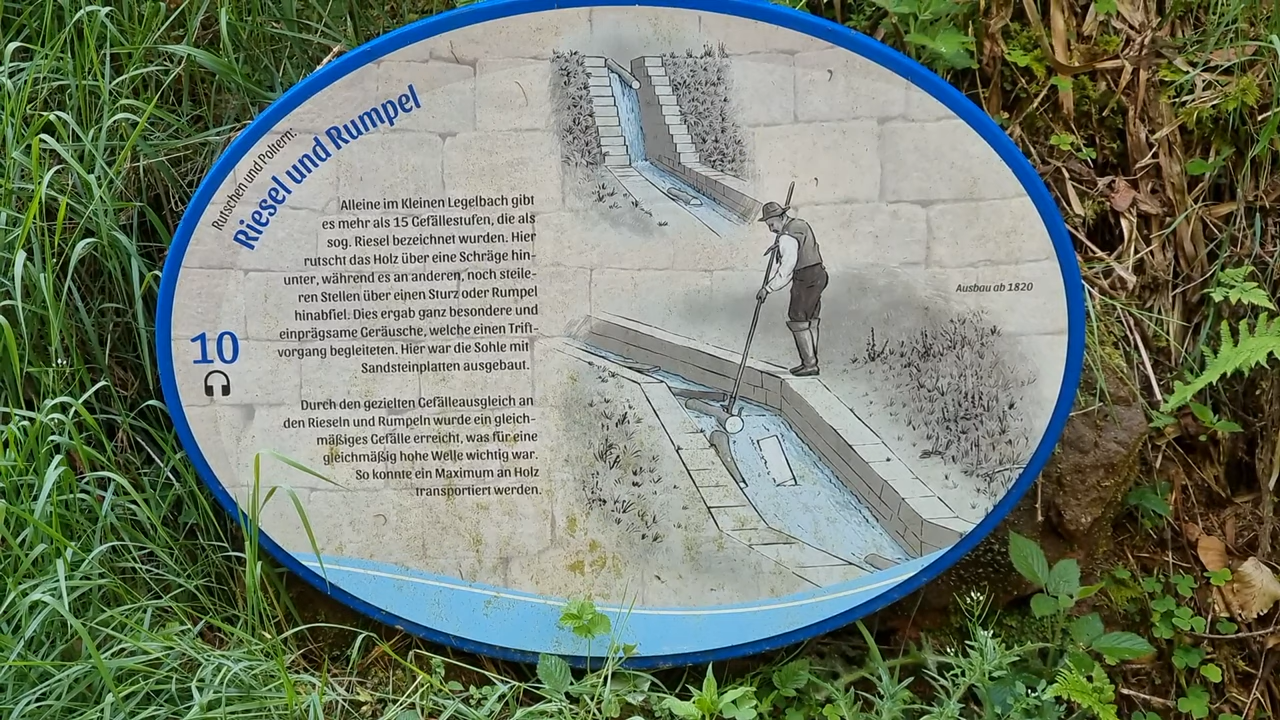 Rutschen und Poltern:
Riesel und Rumpel
Alleine im Kleinen Legelbach gibt
es mehr als 15 Gefällestufen, die als
sog. Riesel bezeichnet wurden. Hier
rutscht das Holz über eine Schräge hin-
unter, während es an anderen, noch steile-
ren Stellen über einen Sturz oder Rumpel
hinabfiel. Dies ergab ganz besondere und
einprägsame Geräusche, welche einen Trift-
vorgang begleiteten. Hier war die Sohle mit
Sandsteinplatten ausgebaut.
Durch den gezielten Gefälleausgleich an
den Rieseln und Rumpeln wurde ein gleich-
mäßiges Gefälle erreicht, was für eine
gleichmäßig hohe Welle wichtig war.
So konnte ein Maximum an Holz
transportiert werden.
10
Ausbau ab 1820